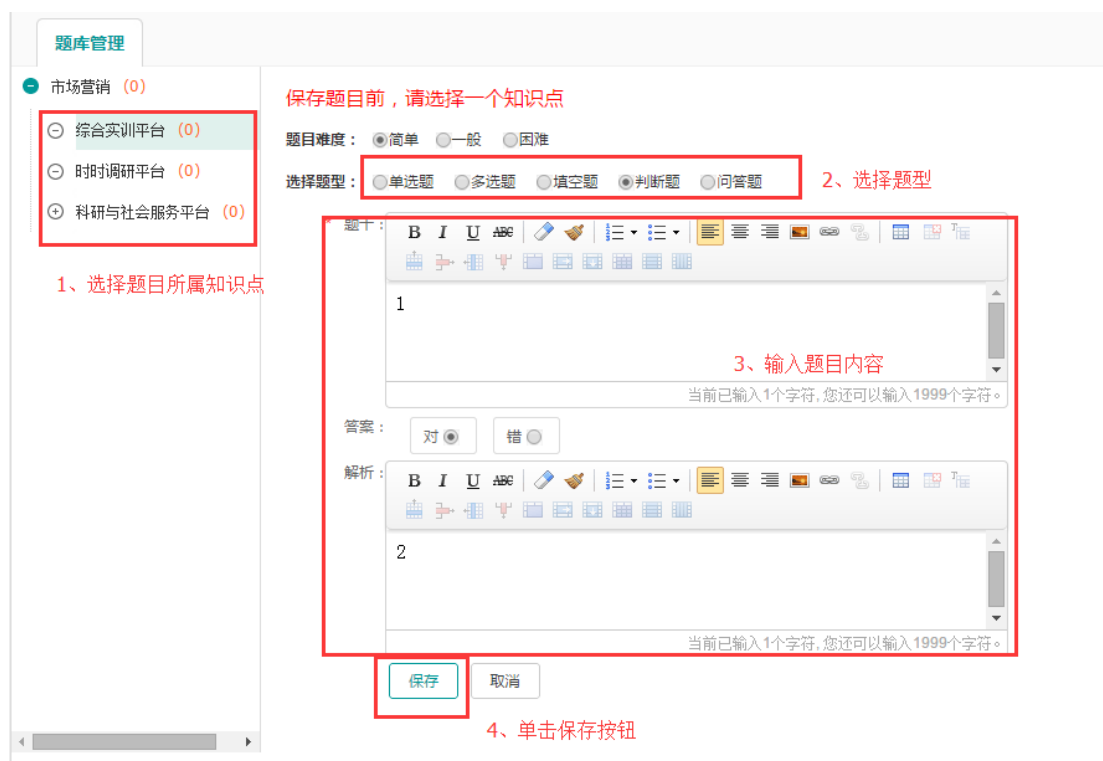 题库管理
市场营销 (0)
综合实训平台 (0)
时时调研平台 (0)
科研与社会服务平台 (0)
1、选择题目所属知识点
保存题目前，请选择一个知识点
题目难度： 简单 一般 困难
选择题型： 单选题 多选题 填空题 判断题 问答题
2、选择题型
* 题干：
B I U ABC
1
3、输入题目内容
当前已输入1个字符, 您还可以输入1999个字符。
答案： 对 错
解析：
B I U ABC
2
当前已输入1个字符, 您还可以输入1999个字符。
保存 取消
4、单击保存按钮